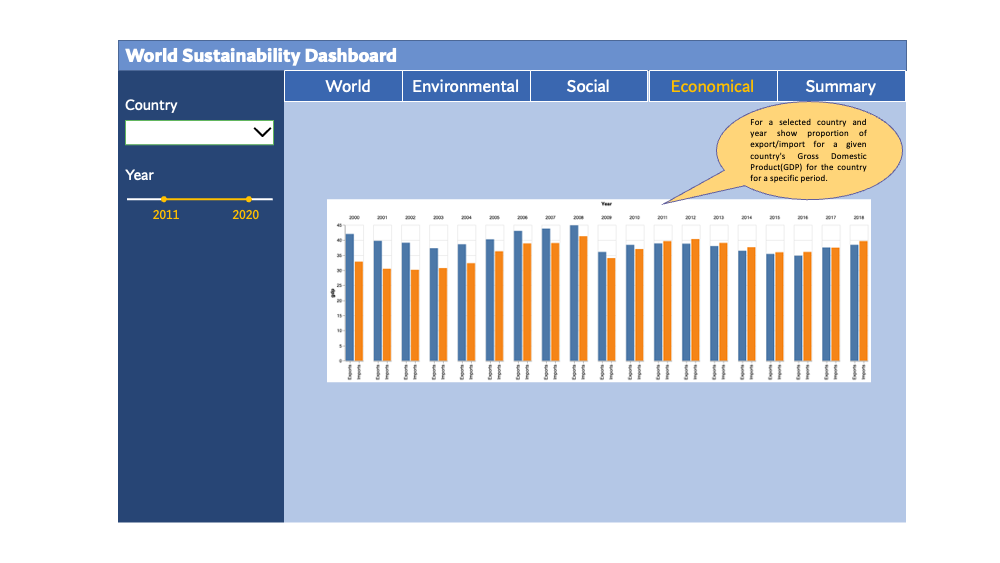 World Sustainability Dashboard
World Environmental Social Economical Summary
Country
Year
2011 2020
For a selected country and
year show proportion of
export/import for a given
country's Gross Domestic
Product(GDP) for the country
for a specific period.
Year
2000 2001 2002 2003 2004 2005 2006 2007 2008 2009 2010 2011 2012 2013 2014 2015 2016 2017 2018
45
40
35
30
25
20
15
10
5
0
gdp
Exports Imports Exports Imports Exports Imports Exports Imports Exports Imports Exports Imports Exports Imports Exports Imports Exports Imports Exports Imports Exports Imports Exports Imports Exports Imports Exports Imports Exports Imports Exports Imports Exports Imports Exports Imports Exports Imports